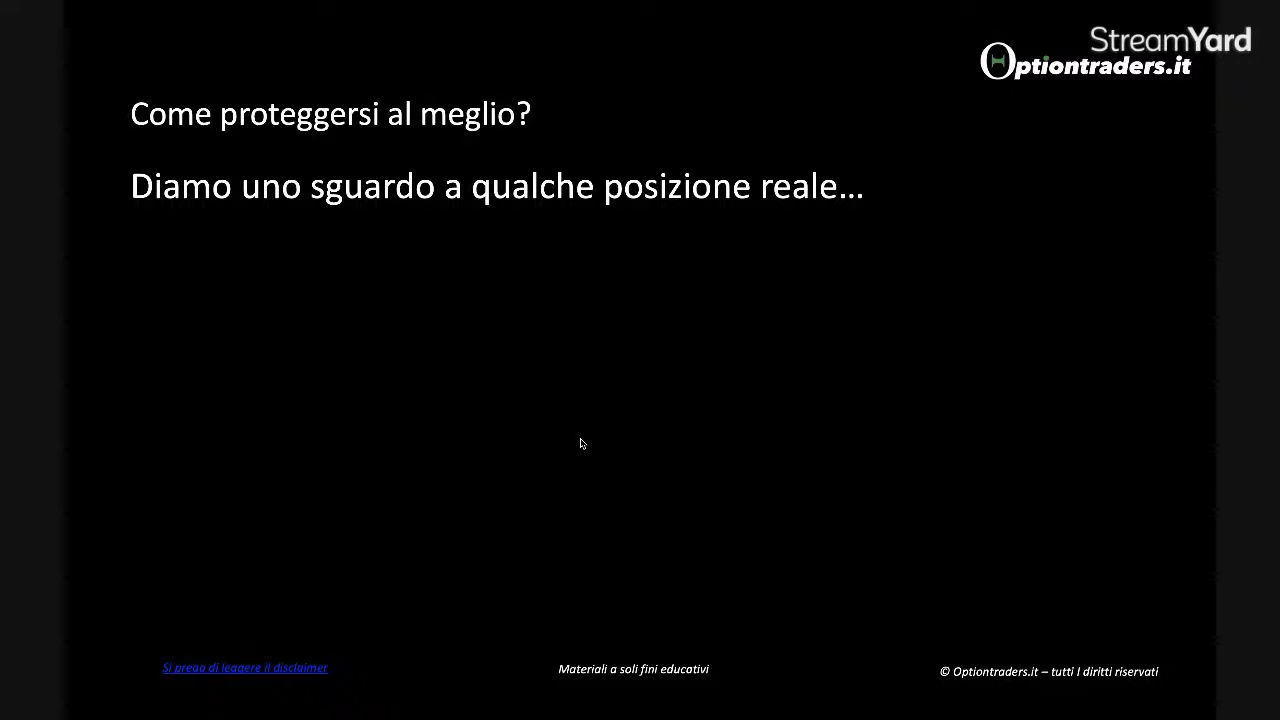 StreamYard
Optiontraders.it
Come proteggersi al meglio?
Diamo uno sguardo a qualche posizione reale...
Si prega di leggere il disclaimer
Materiali a soli fini educativi
© Optiontraders.it – tutti I diritti riservati